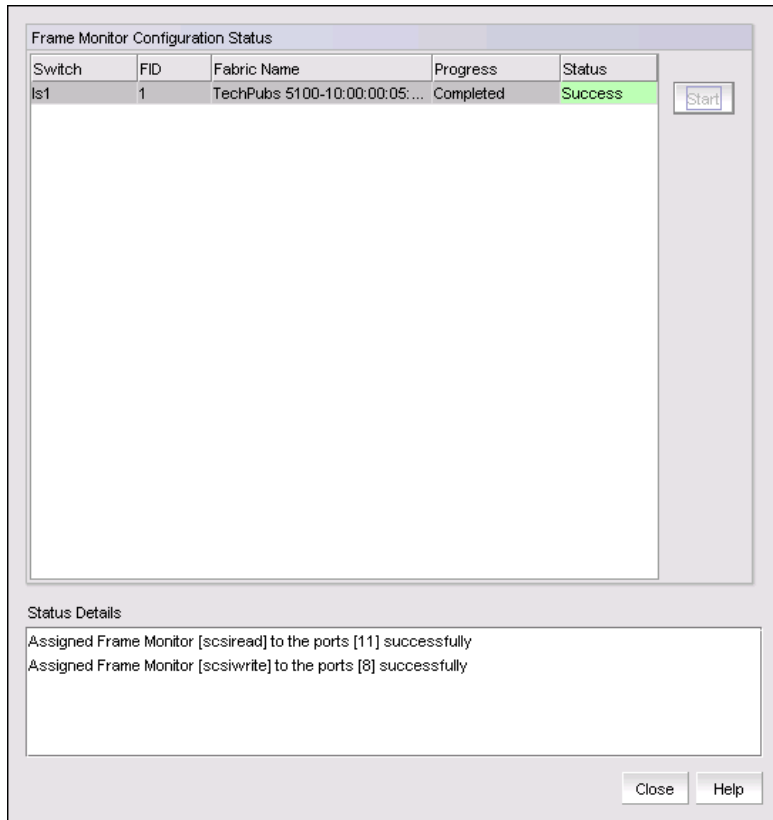 Frame Monitor Configuration Status
Switch FID Fabric Name Progress Status
ls1 1 TechPubs 5100-10:00:00:05:... Completed Success
Start
Status Details
Assigned Frame Monitor [scsiread] to the ports [11] successfully
Assigned Frame Monitor [scsiwrite] to the ports [8] successfully
Close Help